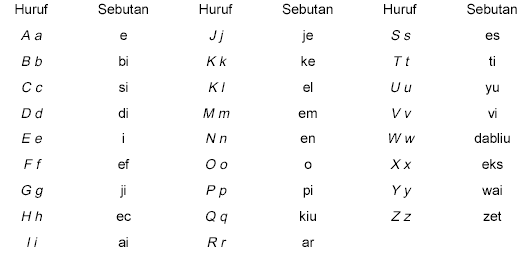 Huruf Sebutan Huruf Sebutan Huruf Sebutan
A a e J j je S s es
B b bi K k ke T t ti
C c si K l el U u yu
D d di M m em V v vi
E e i N n en W w dabliu
F f ef O o o X x eks
G g ji P p pi Y y wai
H h ec Q q kiu Z z zet
I i ai R r ar